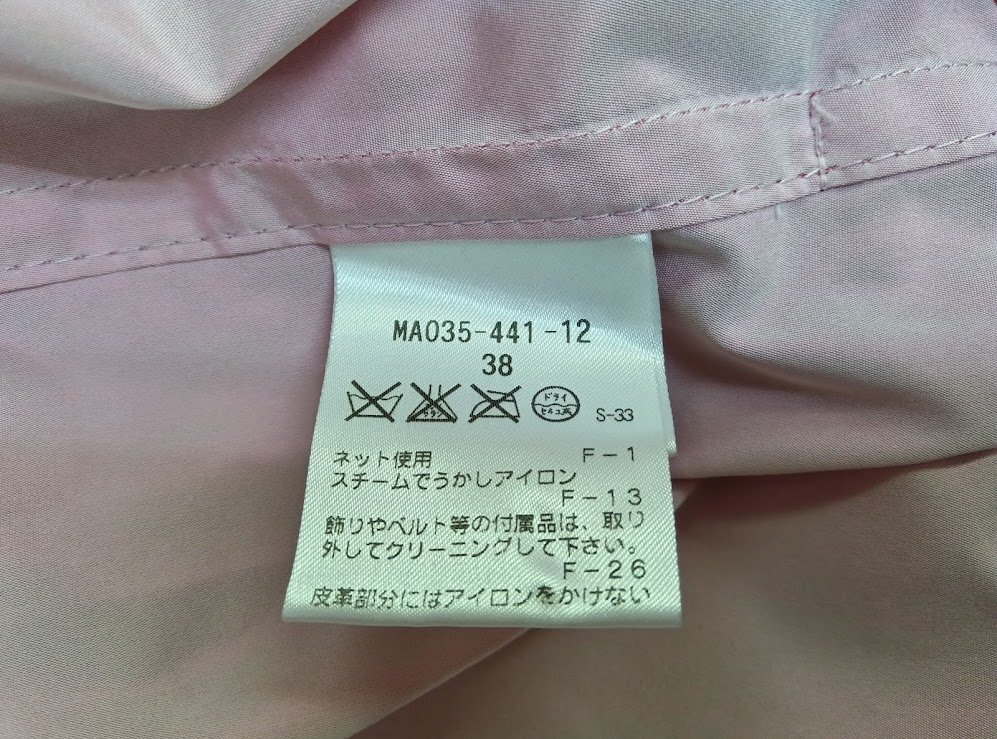 MA035-441-12
38
ドライ
セキユ系
S-33
ネット使用 F-1
スチームでうかしアイロン
F-13
飾りやベルト等の付属品は、取り
外してクリーニングして下さい。
F-26
皮革部分にはアイロンをかけない